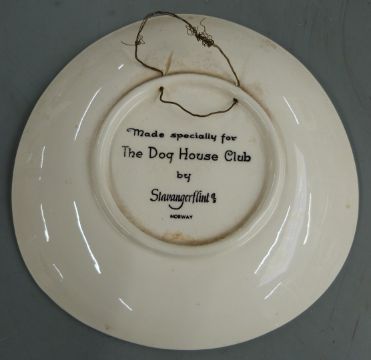 Made specially for
The Dog House Club
by
Stavangerflint
NORWAY